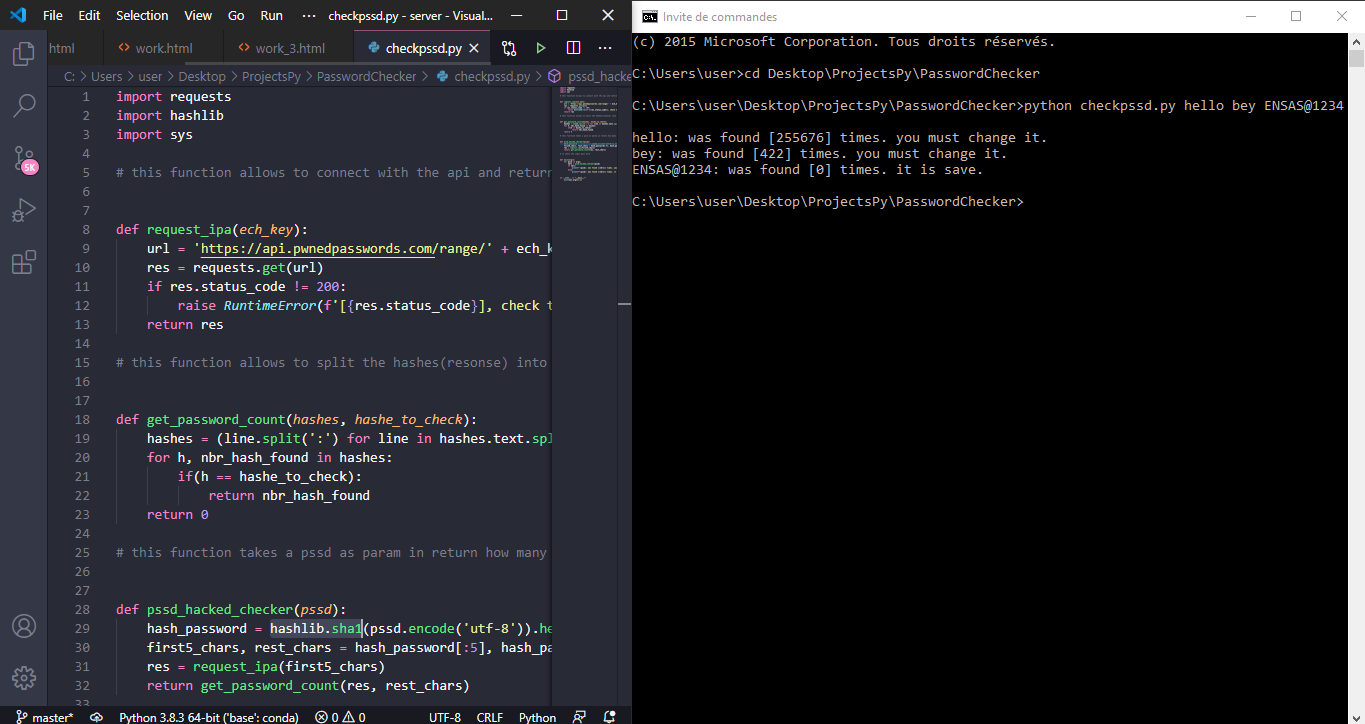 File Edit Selection View Go Run ··· checkpssd.py - server - Visual...
html <> work.html <> work_3.html checkpssd.py
C: > Users > user > Desktop > ProjectsPy > PasswordChecker > checkpssd.py > pssd_hacke
5K
1 import requests
2 import hashlib
3 import sys
4
5 # this function allows to connect with the api and return
6
7
8 def request_ipa(ech_key):
9 url = 'https://api.pwnedpasswords.com/range/' + ech_k
10 res = requests.get(url)
11 if res.status_code != 200:
12 raise RuntimeError(f'[{res.status_code}], check t
13 return res
14
15 # this function allows to split the hashes(resonse) into
16
17
18 def get_password_count(hashes, hashe_to_check):
19 hashes = (line.split(':') for line in hashes.text.spl
20 for h, nbr_hash_found in hashes:
21 if(h == hashe_to_check):
22 return nbr_hash_found
23 return 0
24
25 # this function takes a pssd as param in return how many
26
27
28 def pssd_hacked_checker(pssd):
29 hash_password = hashlib.sha1(pssd.encode('utf-8')).he
30 first5_chars, rest_chars = hash_password[:5], hash_pa
31 res = request_ipa(first5_chars)
32 return get_password_count(res, rest_chars)
33
master* Python 3.8.3 64-bit ('base': conda) 0 0 UTF-8 CRLF Python
Invite de commandes
(c) 2015 Microsoft Corporation. Tous droits réservés.
C:\Users\user>cd Desktop\ProjectsPy\PasswordChecker
C:\Users\user\Desktop\ProjectsPy\PasswordChecker>python checkpssd.py hello bey ENSAS@1234
hello: was found [255676] times. you must change it.
bey: was found [422] times. you must change it.
ENSAS@1234: was found [0] times. it is save.
C:\Users\user\Desktop\ProjectsPy\PasswordChecker>